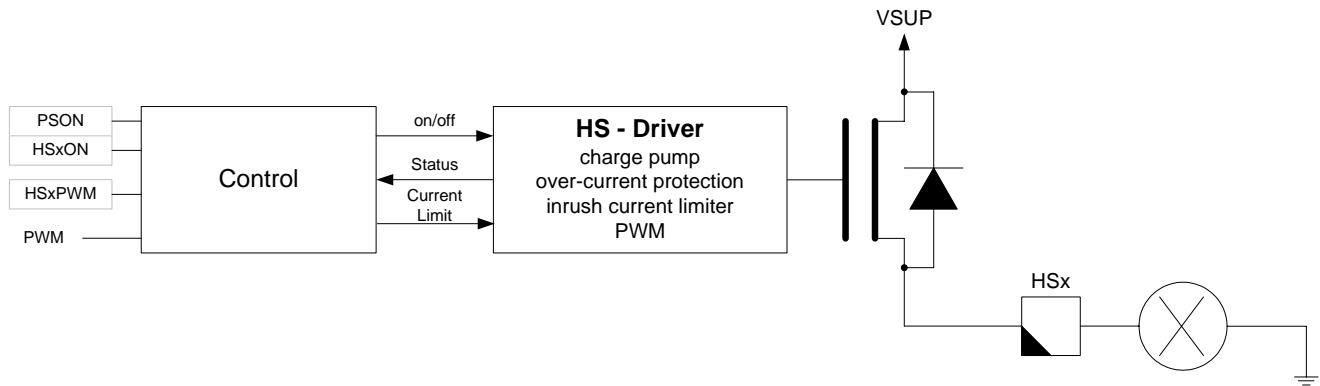 VSUP
PSON
HSxON
HSxPWM
PWM
Control
on/off
Status
Current
Limit
HS - Driver
charge pump
over-current protection
inrush current limiter
PWM
HSx